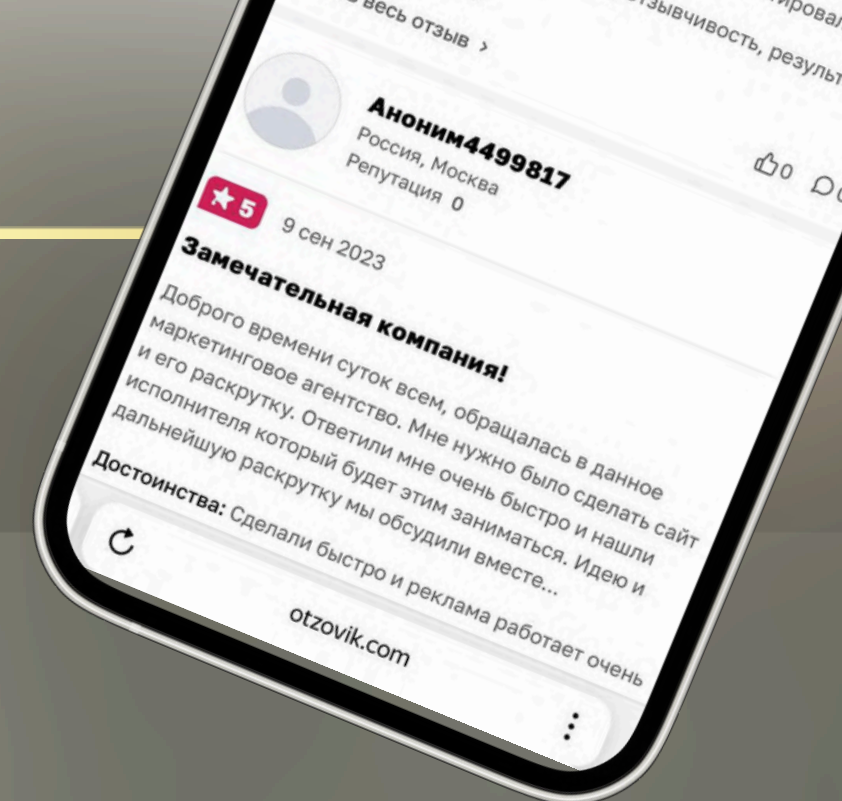 весь отзыв
результ
Аноним4499817
Россия, Москва
Репутация 0
0
5
9 сен 2023
Замечательная компания!
Доброго времени суток всем, обращалась в данное
маркетинговое агентство. Мне нужно было сделать сайт
и его раскрутку. Ответили мне очень быстро и нашли
исполнителя который будет этим заниматься. Идею и
дальнейшую раскрутку мы обсудили вместе...
Достоинства: Сделали быстро и реклама работает очень
otzovik.com